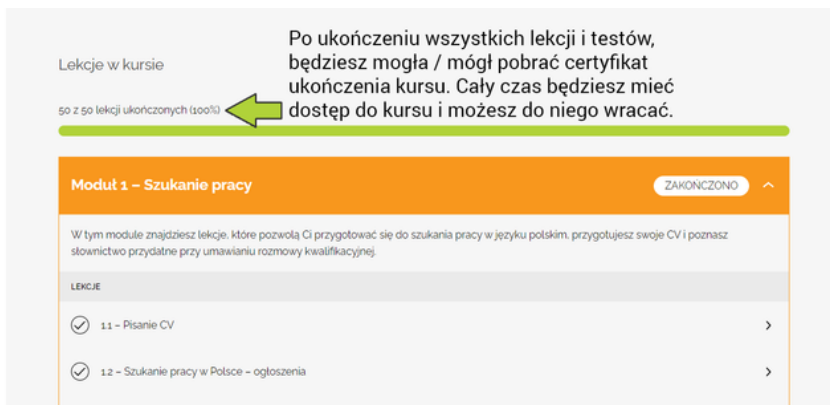 Lekcje w kursie
Po ukończeniu wszystkich lekcji i testów,
będziesz mogła / mógł pobrać certyfikat
ukończenia kursu. Cały czas będziesz mieć
dostęp do kursu i możesz do niego wracać.
50 z 50 lekcji ukończonych (100%)
Moduł 1 – Szukanie pracy
ZAKOŃCZONO
W tym module znajdziesz lekcje, które pozwolą Ci przygotować się do szukania pracy w języku polskim, przygotujesz swoje CV i poznasz
słownictwo przydatne przy umawianiu rozmowy kwalifikacyjnej.
LEKCJE
1.1 – Pisanie CV
1.2 – Szukanie pracy w Polsce – ogłoszenia